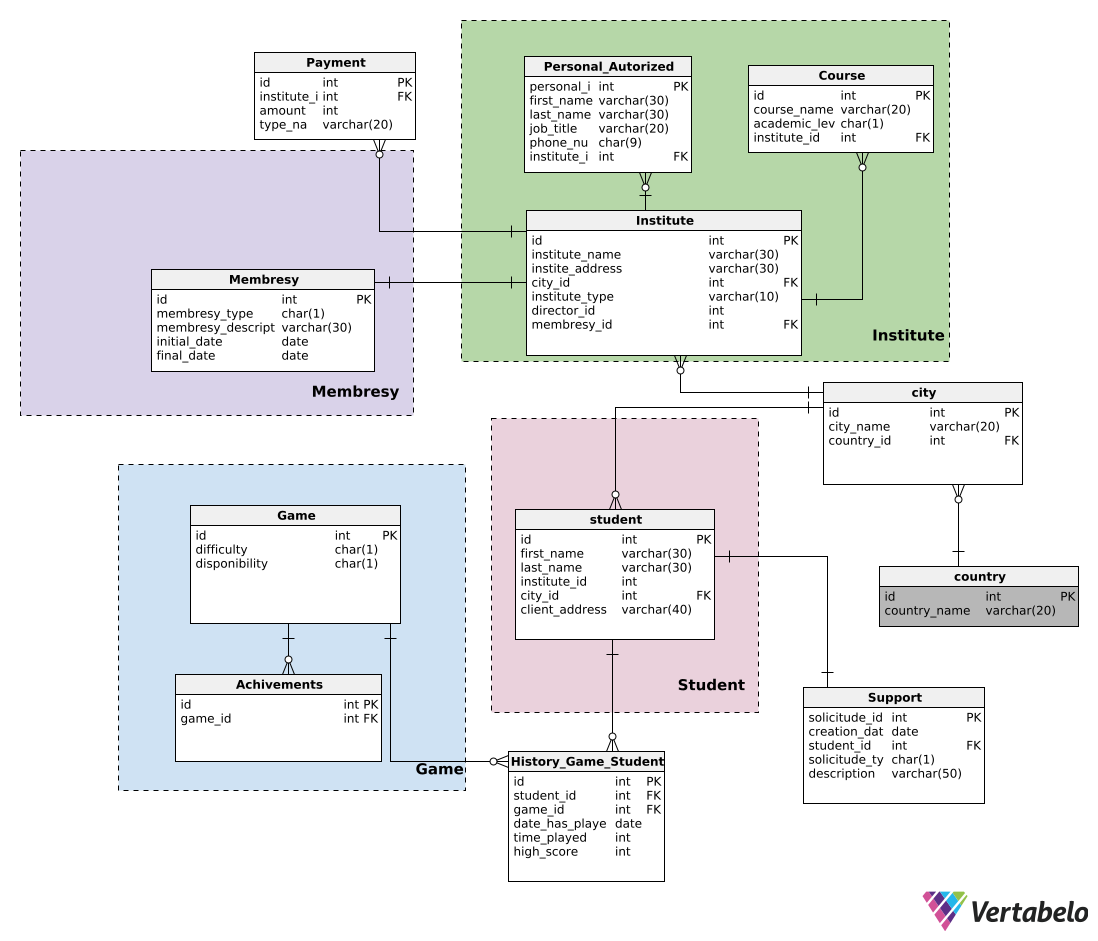 Payment
id int PK
institute_i int FK
amount int
type_na varchar(20)
Personal_Autorized
personal_i int PK
first_name varchar(30)
last_name varchar(30)
job_title varchar(20)
phone_nu char(9)
institute_i int FK
Course
id int PK
course_name varchar(20)
academic_lev char(1)
institute_id int FK
Institute
id int PK
institute_name varchar(30)
instite_address varchar(30)
city_id int FK
institute_type varchar(10)
director_id int
membresy_id int FK
Institute
Membresy
id int PK
membresy_type char(1)
membresy_descript varchar(30)
initial_date date
final_date date
Membresy
city
id int PK
city_name varchar(20)
country_id int FK
Game
id int PK
difficulty char(1)
disponibility char(1)
student
id int PK
first_name varchar(30)
last_name varchar(30)
institute_id int
city_id int FK
client_address varchar(40)
Student
country
id int PK
country_name varchar(20)
Achivements
id int PK
game_id int FK
Game
Support
solicitude_id int PK
creation_dat date
student_id int FK
solicitude_ty char(1)
description varchar(50)
History_Game_Student
id int PK
student_id int FK
game_id int FK
date_has_playe date
time_played int
high_score int
Vertabelo